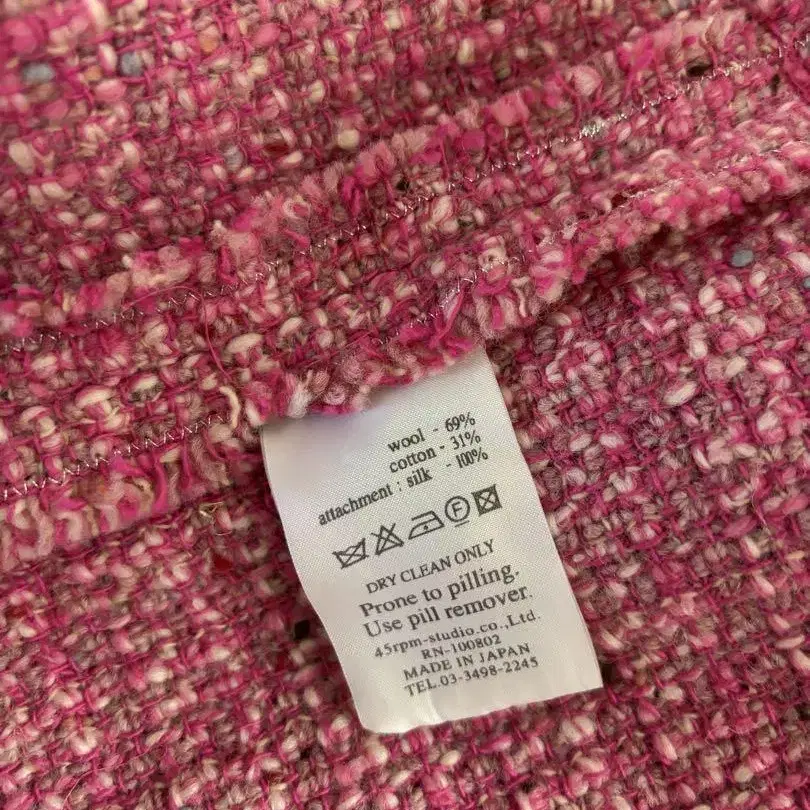 wool - 69%
cotton - 31%
attachment : silk - 100%
F
DRY CLEAN ONLY
Prone to pilling.
Use pill remover.
45rpm-studio.co.,Ltd.
RN-100802
MADE IN JAPAN
TEL.03-3498-2245